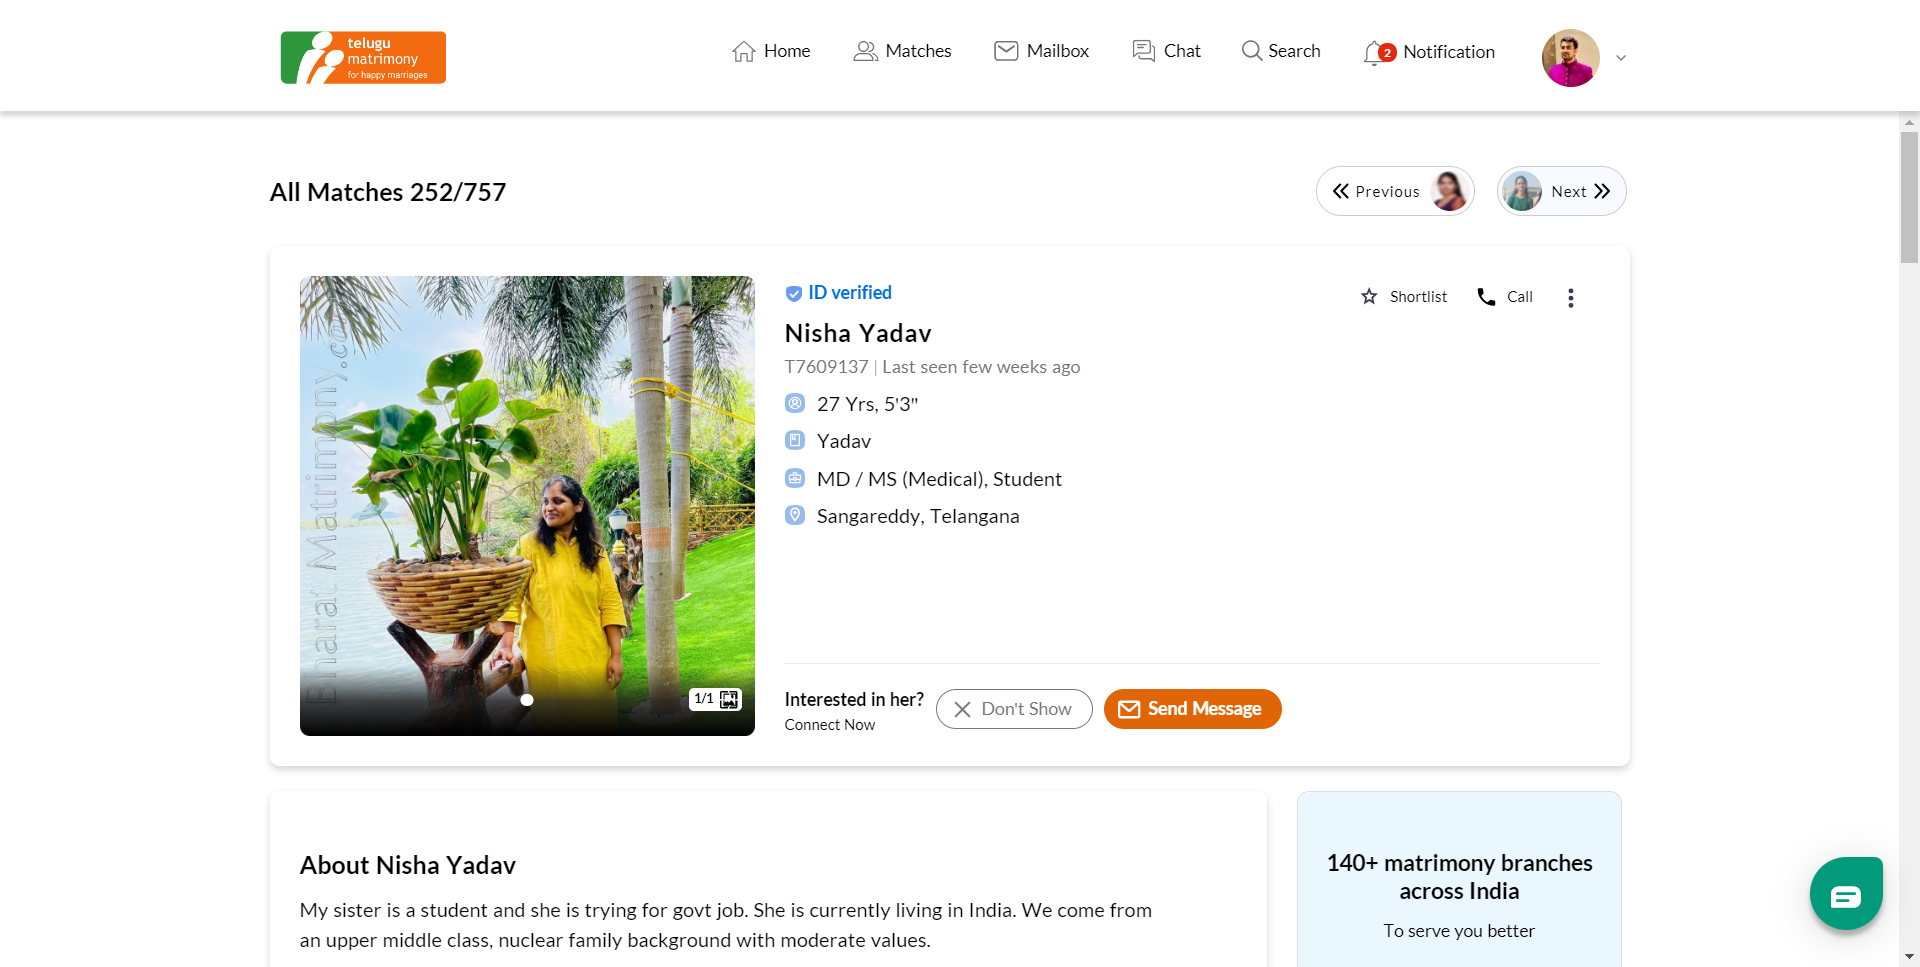 telugu
matrimony
for happy marriages
Home
Matches
Mailbox
Chat
Search
2
Notification
All Matches 252/757
Previous
Next
ID verified
Shortlist
Call
Nisha Yadav
T7609137 | Last seen few weeks ago
27 Yrs, 5'3"
Yadav
MD / MS (Medical), Student
Sangareddy, Telangana
BharatMatrimony.co
1/1
Interested in her?
Connect Now
Don't Show
Send Message
About Nisha Yadav
My sister is a student and she is trying for govt job. She is currently living in India. We come from
an upper middle class, nuclear family background with moderate values.
140+ matrimony branches
across India
To serve you better